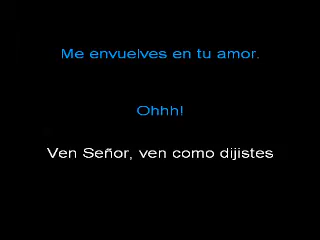 Me envuelves en tu amor.
Ohhh!
Ven Señor, ven como dijistes